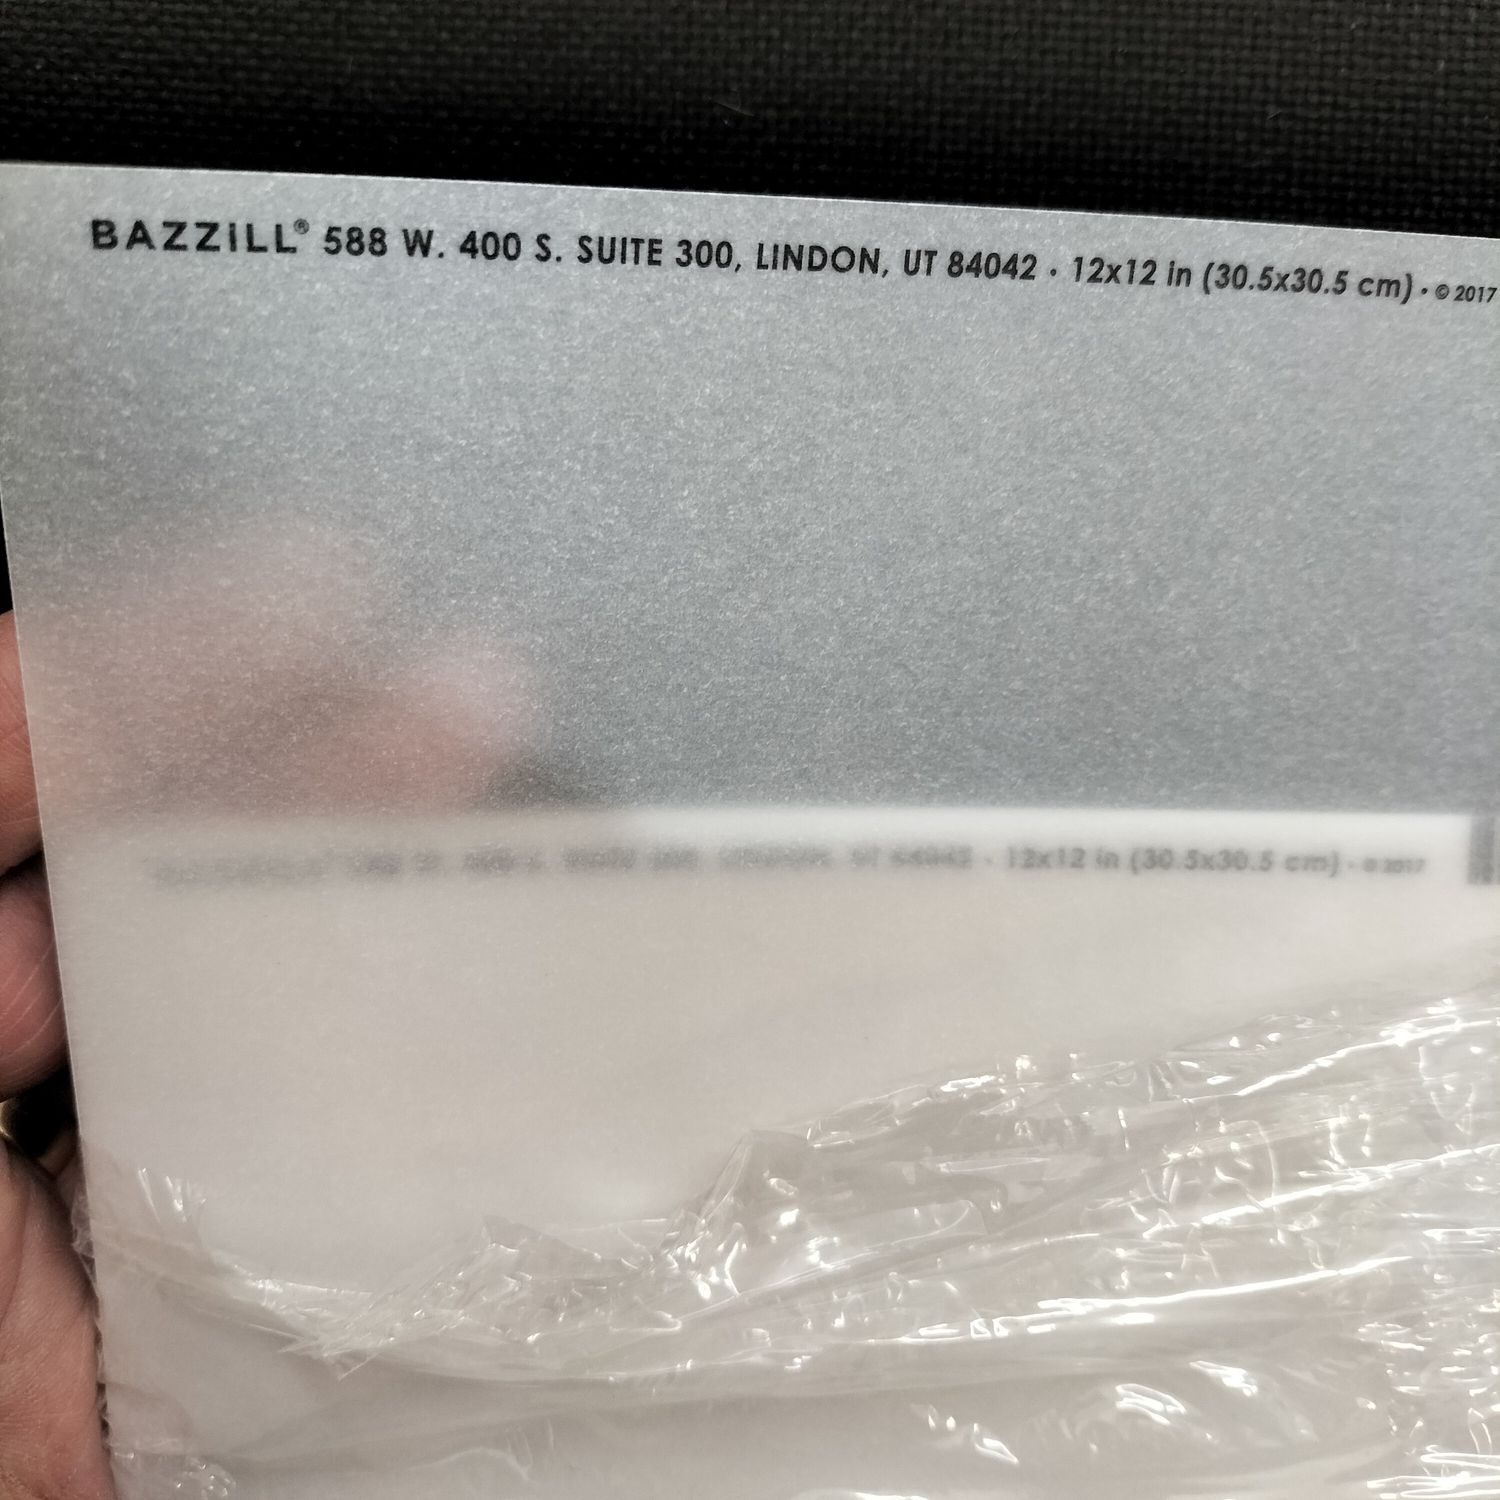 BAZZILL® 588 W. 400 S. SUITE 300, LINDON, UT 84042 • 12x12 in (30.5x30.5 cm) • © 2017
12x12 in (30.5x30.5 cm) • © 2017